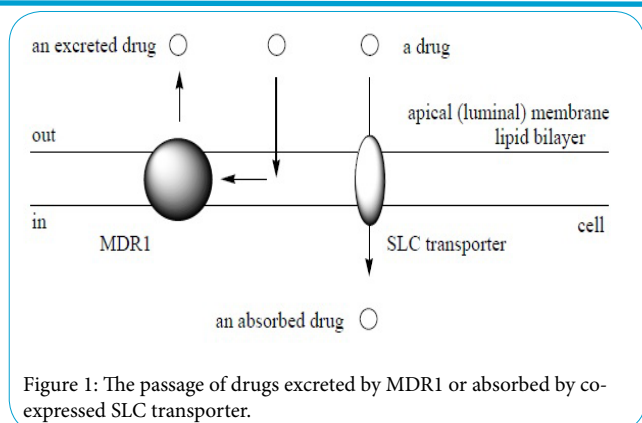 an excreted drug
a drug
apical (luminal) membrane
lipid bilayer
out
in
cell
MDR1
SLC transporter
an absorbed drug
Figure 1: The passage of drugs excreted by MDR1 or absorbed by co-
expressed SLC transporter.